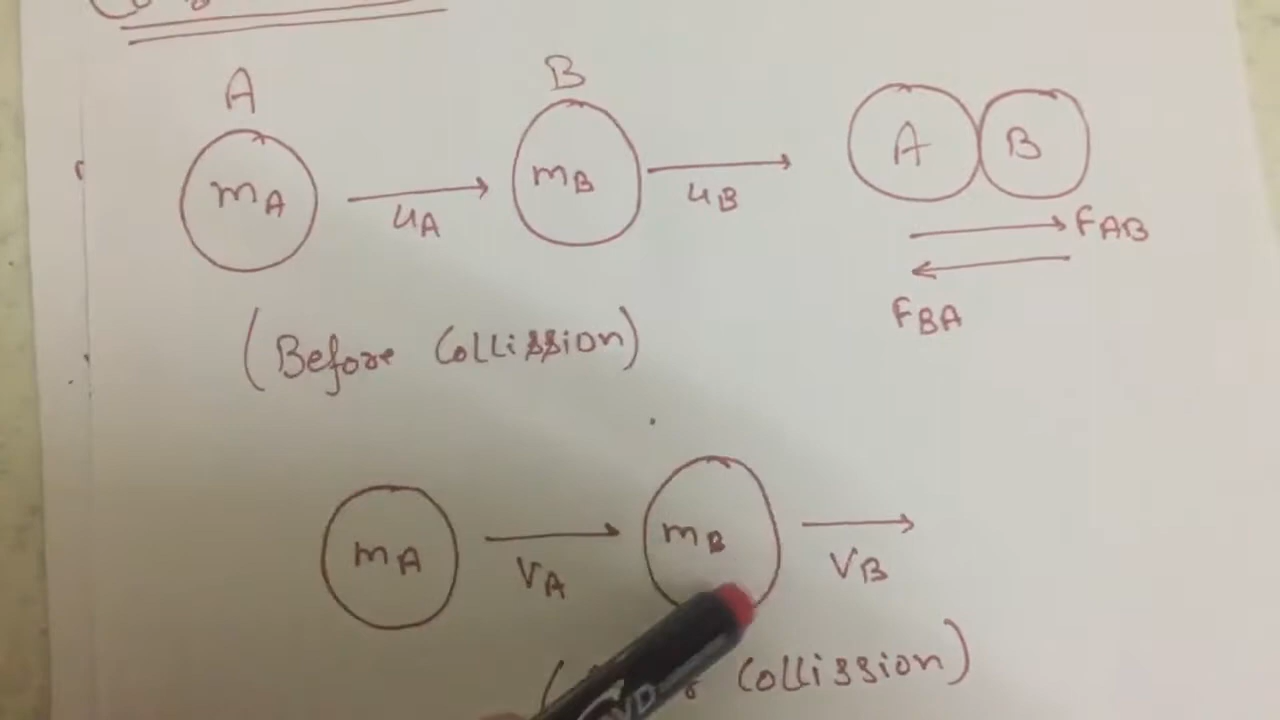 A
B
mA
uA
mB
uB
A
B
FAB
FBA
(Before Collission)
mA
VA
mB
VB
( Collission)